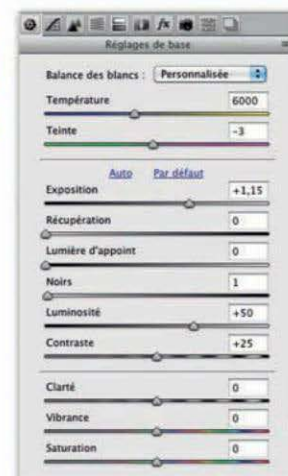 fx
Réglages de base
Balance des blancs : Personnalisée
Température 6000
Teinte -3
Auto Par défaut
Exposition +1,15
Récupération 0
Lumière d'appoint 0
Noirs 1
Luminosité +50
Contraste +25
Clarté 0
Vibrance 0
Saturation 0